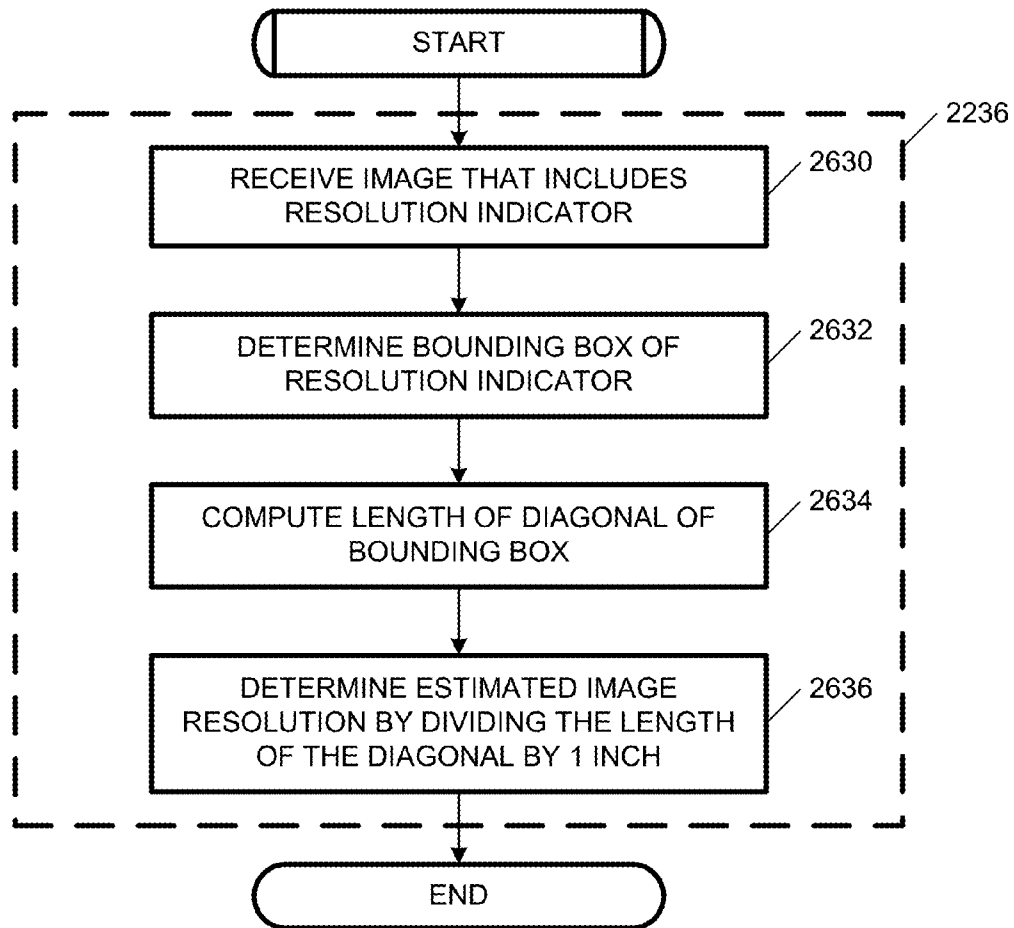 START
2236
RECEIVE IMAGE THAT INCLUDES
RESOLUTION INDICATOR
2630
DETERMINE BOUNDING BOX OF
RESOLUTION INDICATOR
2632
COMPUTE LENGTH OF DIAGONAL OF
BOUNDING BOX
2634
DETERMINE ESTIMATED IMAGE
RESOLUTION BY DIVIDING THE LENGTH
OF THE DIAGONAL BY 1 INCH
2636
END